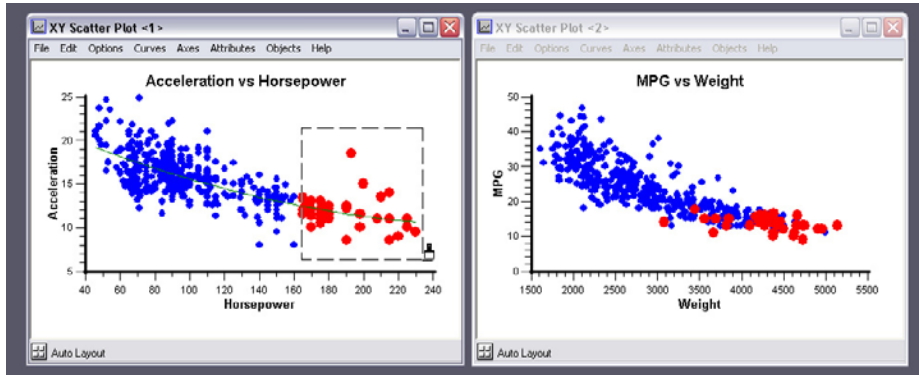 XY Scatter Plot <1>
File Edit Options Curves Axes Attributes Objects Help
Acceleration vs Horsepower
25
20
15
10
5
Acceleration
40 60 80 100 120 140 160 180 200 220 240
Horsepower
Auto Layout
XY Scatter Plot <2>
File Edit Options Curves Axes Attributes Objects Help
MPG vs Weight
50
40
30
20
10
0
MPG
1500 2000 2500 3000 3500 4000 4500 5000 5500
Weight
Auto Layout